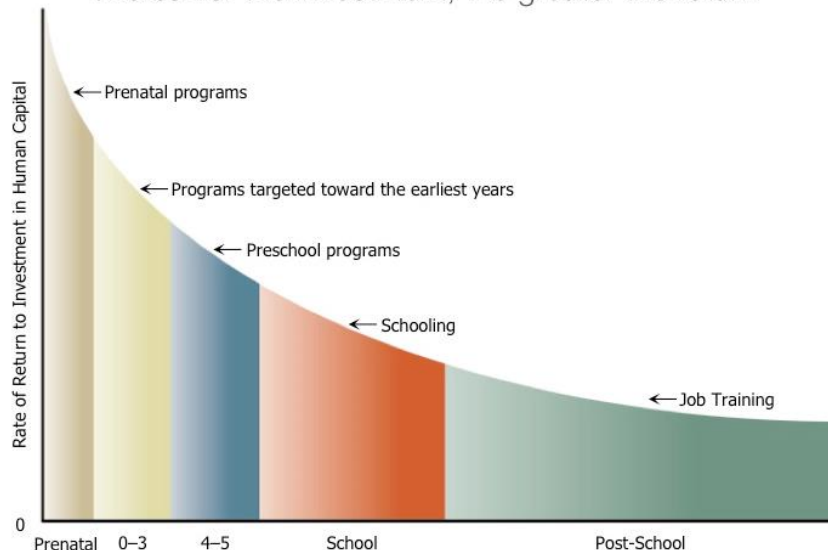 Rate of Return to Investment in Human Capital
Prenatal programs
Programs targeted toward the earliest years
Preschool programs
Schooling
Job Training
0
Prenatal 0–3 4–5 School Post-School